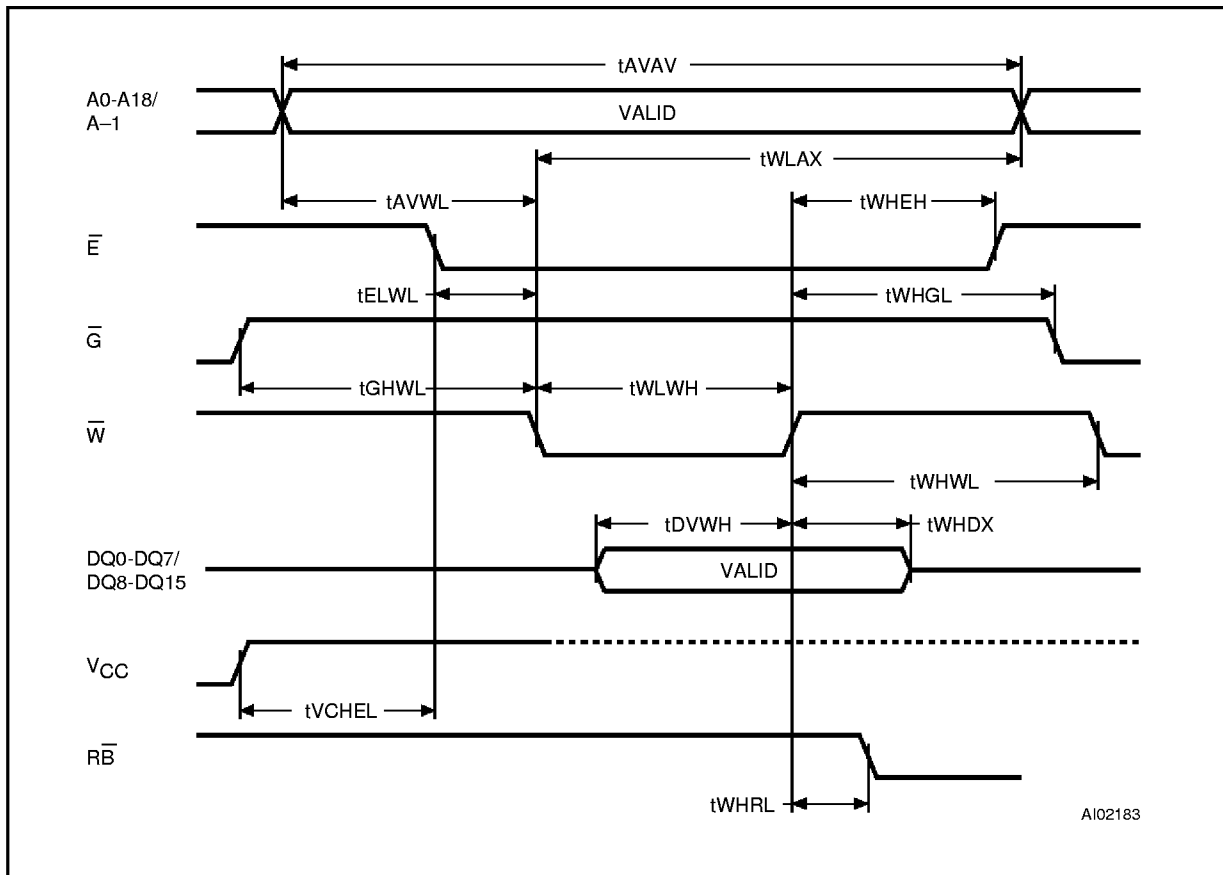 tAVAV
A0-A18/
A–1
VALID
tWLAX
tAVWL
tWHEH
E̅
tELWL
tWHGL
G̅
tGHWL
tWLWH
W̅
tWHWL
tDVWH
tWHDX
DQ0-DQ7/
DQ8-DQ15
VALID
VCC
tVCHEL
RB̅
tWHRL
AI02183